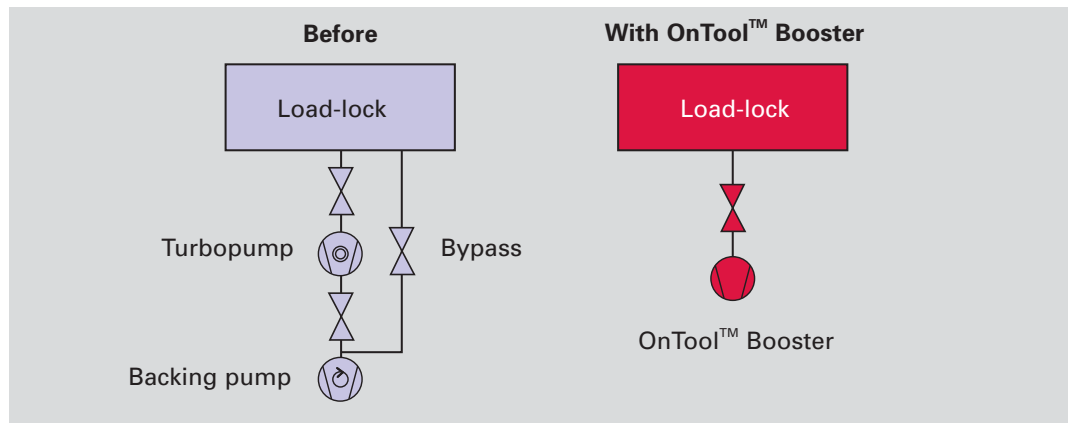 Before
Load-lock
Turbopump
Bypass
Backing pump
With OnTool™ Booster
Load-lock
OnTool™ Booster